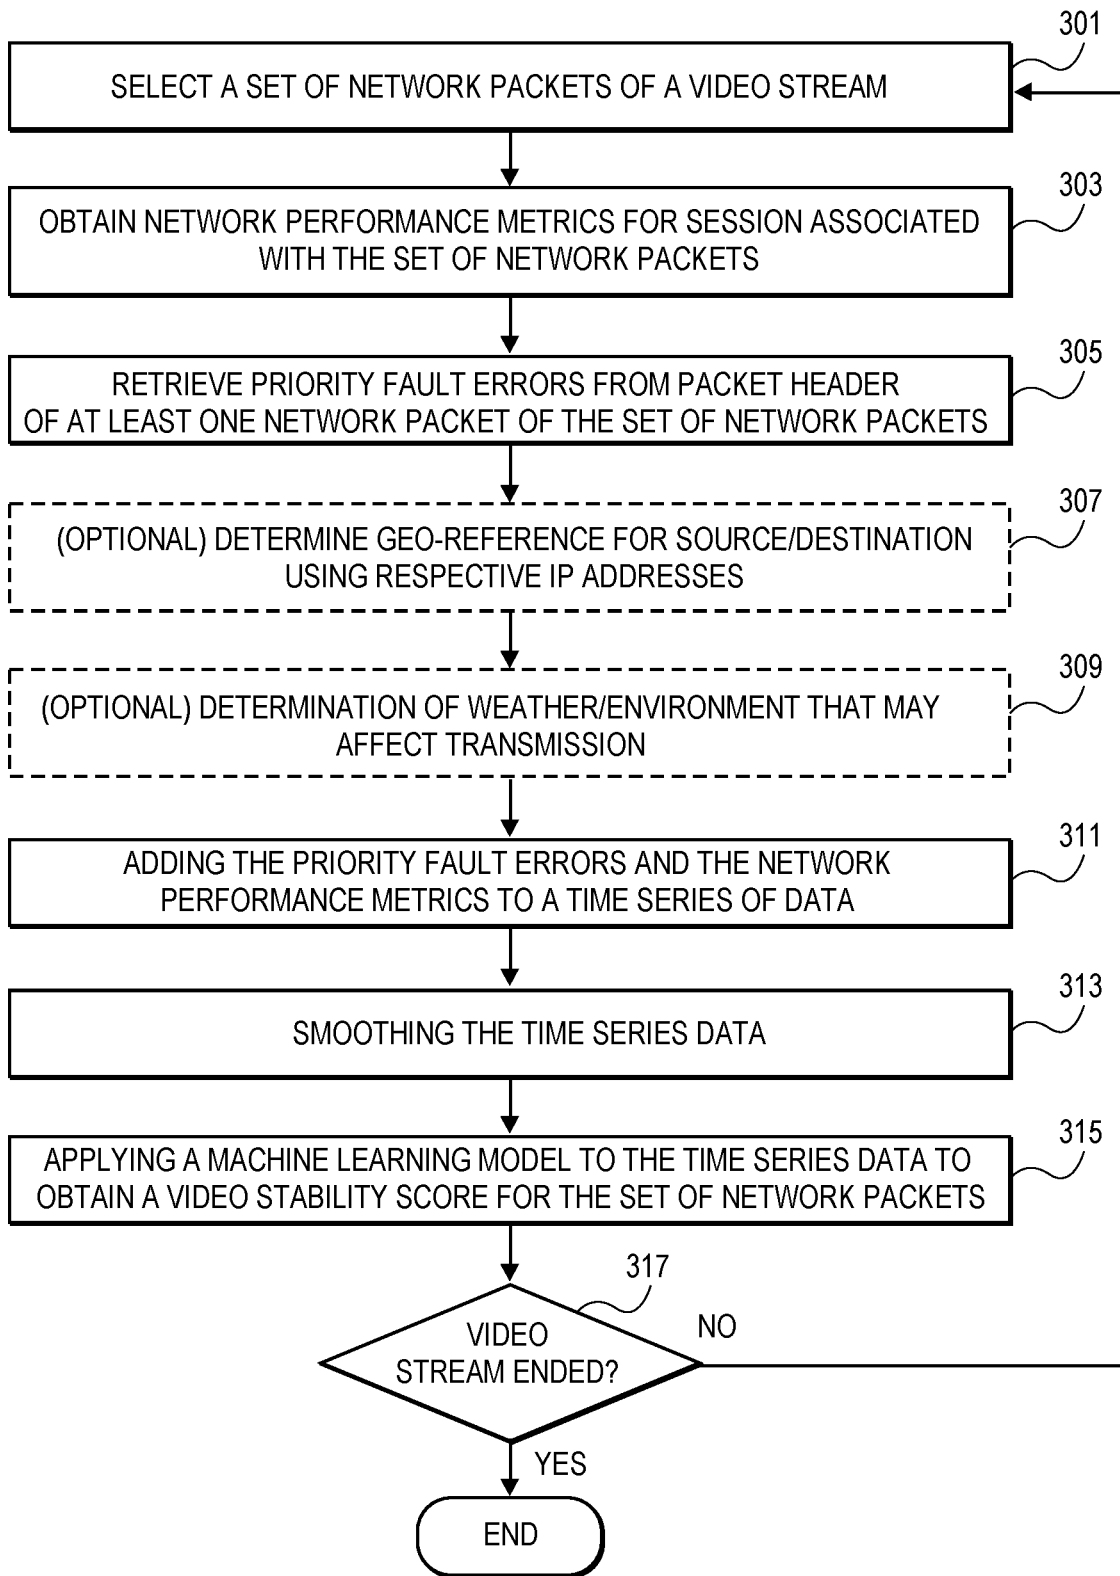 301
SELECT A SET OF NETWORK PACKETS OF A VIDEO STREAM
303
OBTAIN NETWORK PERFORMANCE METRICS FOR SESSION ASSOCIATED
WITH THE SET OF NETWORK PACKETS
305
RETRIEVE PRIORITY FAULT ERRORS FROM PACKET HEADER
OF AT LEAST ONE NETWORK PACKET OF THE SET OF NETWORK PACKETS
307
(OPTIONAL) DETERMINE GEO-REFERENCE FOR SOURCE/DESTINATION
USING RESPECTIVE IP ADDRESSES
309
(OPTIONAL) DETERMINATION OF WEATHER/ENVIRONMENT THAT MAY
AFFECT TRANSMISSION
311
ADDING THE PRIORITY FAULT ERRORS AND THE NETWORK
PERFORMANCE METRICS TO A TIME SERIES OF DATA
313
SMOOTHING THE TIME SERIES DATA
315
APPLYING A MACHINE LEARNING MODEL TO THE TIME SERIES DATA TO
OBTAIN A VIDEO STABILITY SCORE FOR THE SET OF NETWORK PACKETS
317
VIDEO
STREAM ENDED?
NO
YES
END